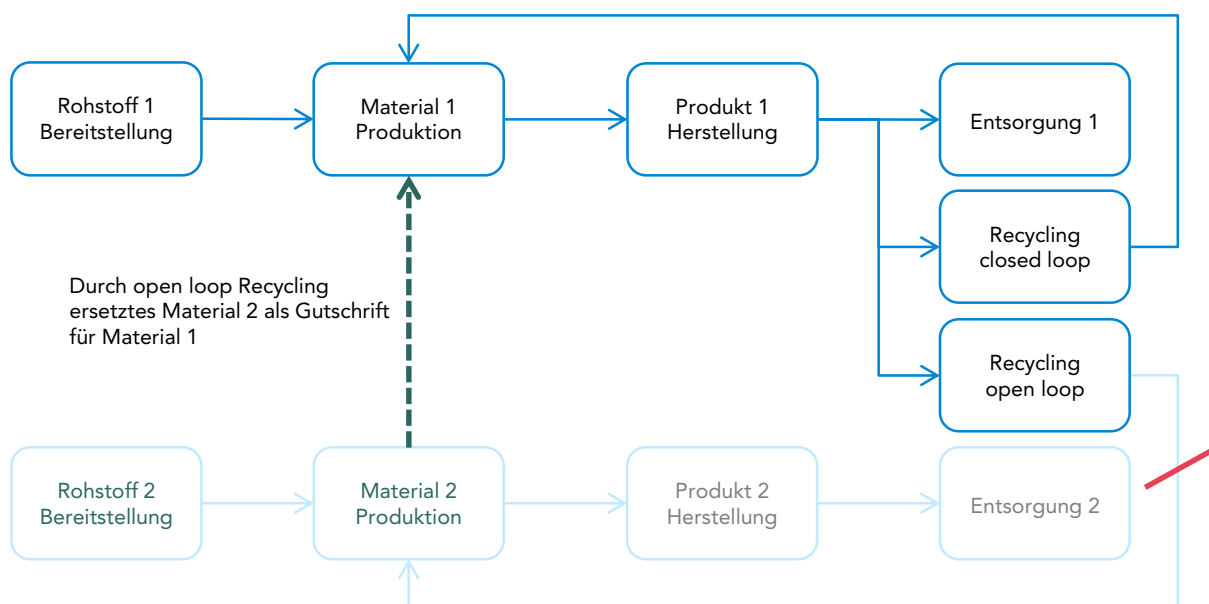 Rohstoff 1
Bereitstellung
Material 1
Produktion
Produkt 1
Herstellung
Entsorgung 1
Recycling
closed loop
Durch open loop Recycling
ersetztes Material 2 als Gutschrift
für Material 1
Recycling
open loop
Rohstoff 2
Bereitstellung
Material 2
Produktion
Produkt 2
Herstellung
Entsorgung 2